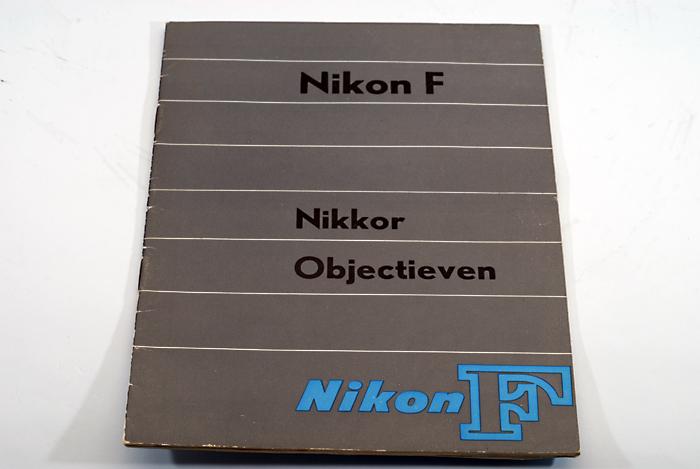 Nikon F
Nikkor
Objectieven
Nikon F